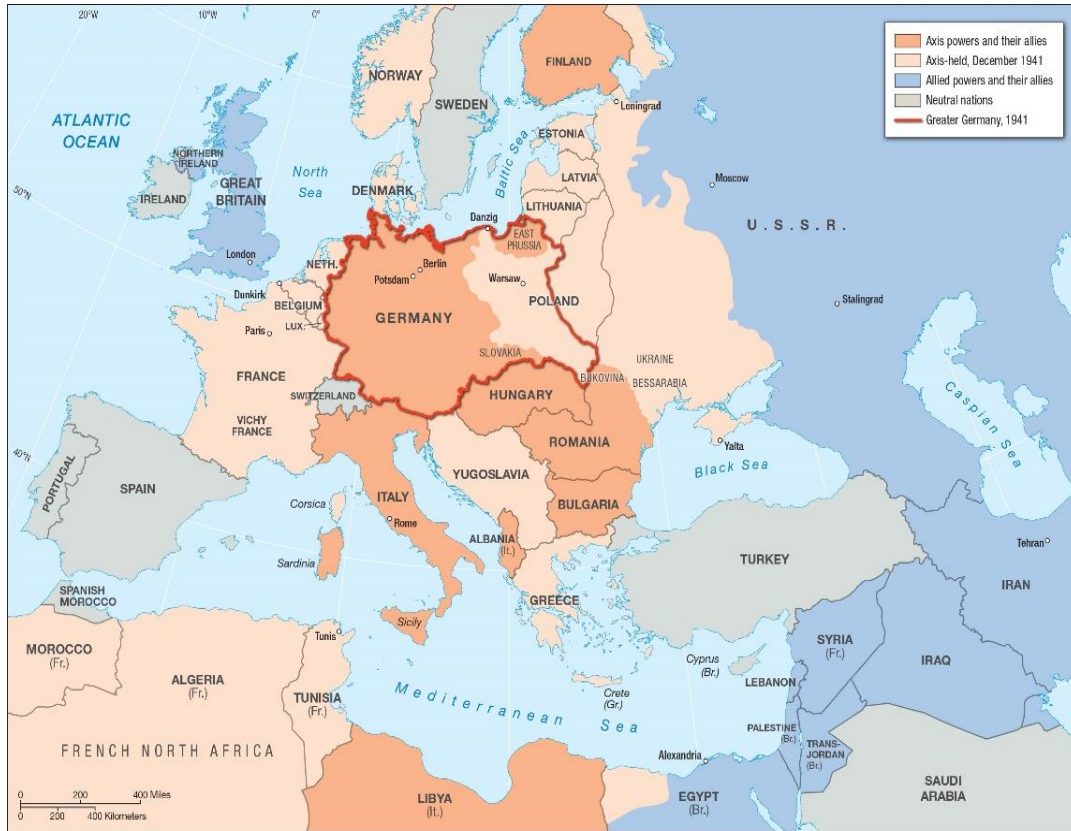 20°W
10°W
0°
10°E
20°E
30°E
40°E
50°E
60°E
50°N
40°N
Axis powers and their allies
Axis-held, December 1941
Allied powers and their allies
Neutral nations
Greater Germany, 1941
ATLANTIC
OCEAN
NORWAY
SWEDEN
FINLAND
Leningrad
ESTONIA
Baltic Sea
LATVIA
LITHUANIA
Moscow
U.S.S.R.
NORTHERN
IRELAND
IRELAND
GREAT
BRITAIN
London
North
Sea
DENMARK
Danzig
EAST
PRUSSIA
NETH.
Berlin
Potsdam
Warsaw
POLAND
Stalingrad
Dunkirk
BELGIUM
LUX.
Paris
GERMANY
SLOVAKIA
UKRAINE
BUKOVINA
BESSARABIA
FRANCE
SWITZERLAND
HUNGARY
VICHY
FRANCE
ROMANIA
Yalta
Black Sea
Caspian Sea
PORTUGAL
SPAIN
Corsica
ITALY
Rome
YUGOSLAVIA
BULGARIA
ALBANIA
(It.)
Sardinia
TURKEY
Tehran
IRAN
SPANISH
MOROCCO
GREECE
Sicily
Tunis
MOROCCO
(Fr.)
ALGERIA
(Fr.)
TUNISIA
(Fr.)
Mediterranean Sea
Crete
(Gr.)
Cyprus
(Br.)
SYRIA
(Fr.)
LEBANON
IRAQ
PALESTINE
(Br.)
TRANS-
JORDAN
(Br.)
Alexandria
FRENCH NORTH AFRICA
LIBYA
(It.)
EGYPT
(Br.)
SAUDI
ARABIA
0 200 400 Miles
0 200 400 Kilometers